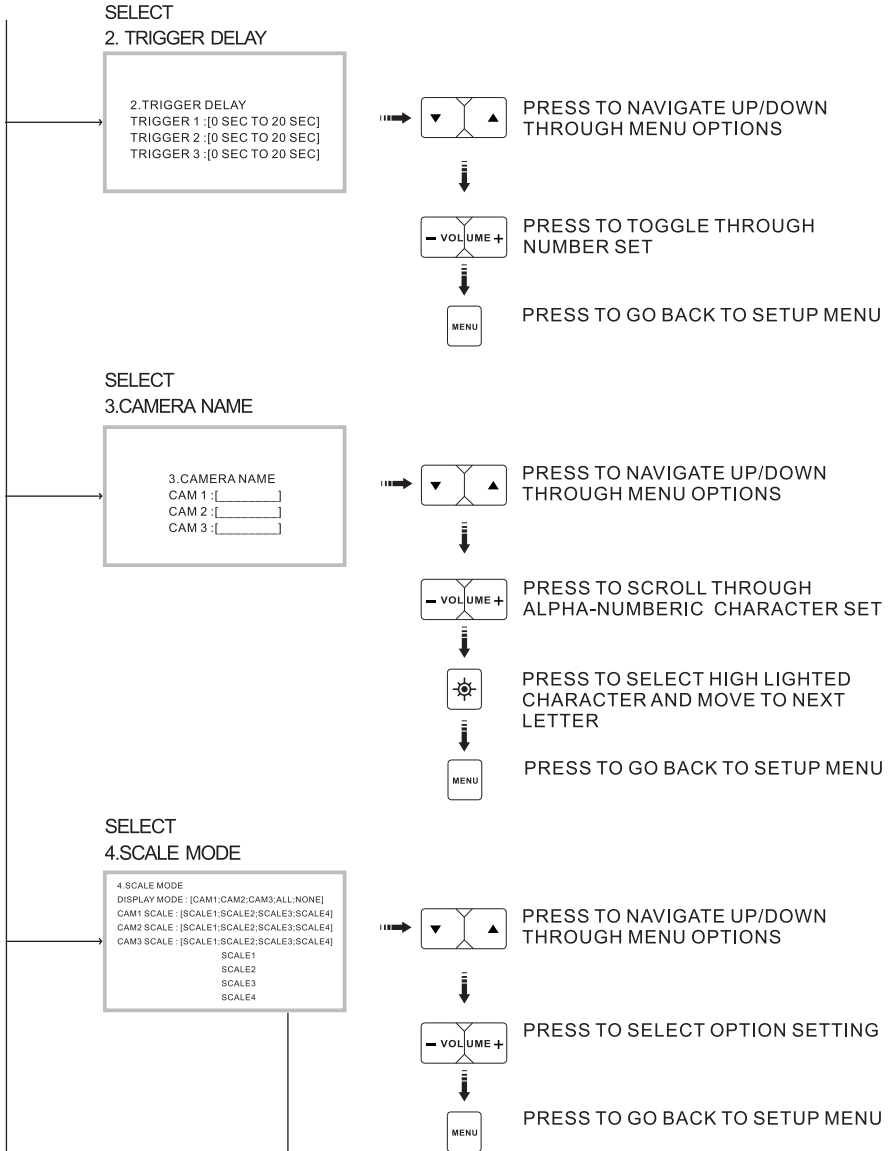 SELECT
2. TRIGGER DELAY
2.TRIGGER DELAY
TRIGGER 1 :[0 SEC TO 20 SEC]
TRIGGER 2 :[0 SEC TO 20 SEC]
TRIGGER 3 :[0 SEC TO 20 SEC]
PRESS TO NAVIGATE UP/DOWN
THROUGH MENU OPTIONS
- VOLUME +
PRESS TO TOGGLE THROUGH
NUMBER SET
MENU
PRESS TO GO BACK TO SETUP MENU
SELECT
3.CAMERA NAME
3.CAMERA NAME
CAM 1 :[________]
CAM 2 :[________]
CAM 3 :[________]
PRESS TO NAVIGATE UP/DOWN
THROUGH MENU OPTIONS
- VOLUME +
PRESS TO SCROLL THROUGH
ALPHA-NUMBERIC CHARACTER SET
PRESS TO SELECT HIGH LIGHTED
CHARACTER AND MOVE TO NEXT
LETTER
MENU
PRESS TO GO BACK TO SETUP MENU
SELECT
4.SCALE MODE
4.SCALE MODE
DISPLAY MODE : [CAM1;CAM2;CAM3;ALL;NONE]
CAM1 SCALE : [SCALE1;SCALE2;SCALE3;SCALE4]
CAM2 SCALE : [SCALE1;SCALE2;SCALE3;SCALE4]
CAM3 SCALE : [SCALE1;SCALE2;SCALE3;SCALE4]
SCALE1
SCALE2
SCALE3
SCALE4
PRESS TO NAVIGATE UP/DOWN
THROUGH MENU OPTIONS
- VOLUME +
PRESS TO SELECT OPTION SETTING
MENU
PRESS TO GO BACK TO SETUP MENU